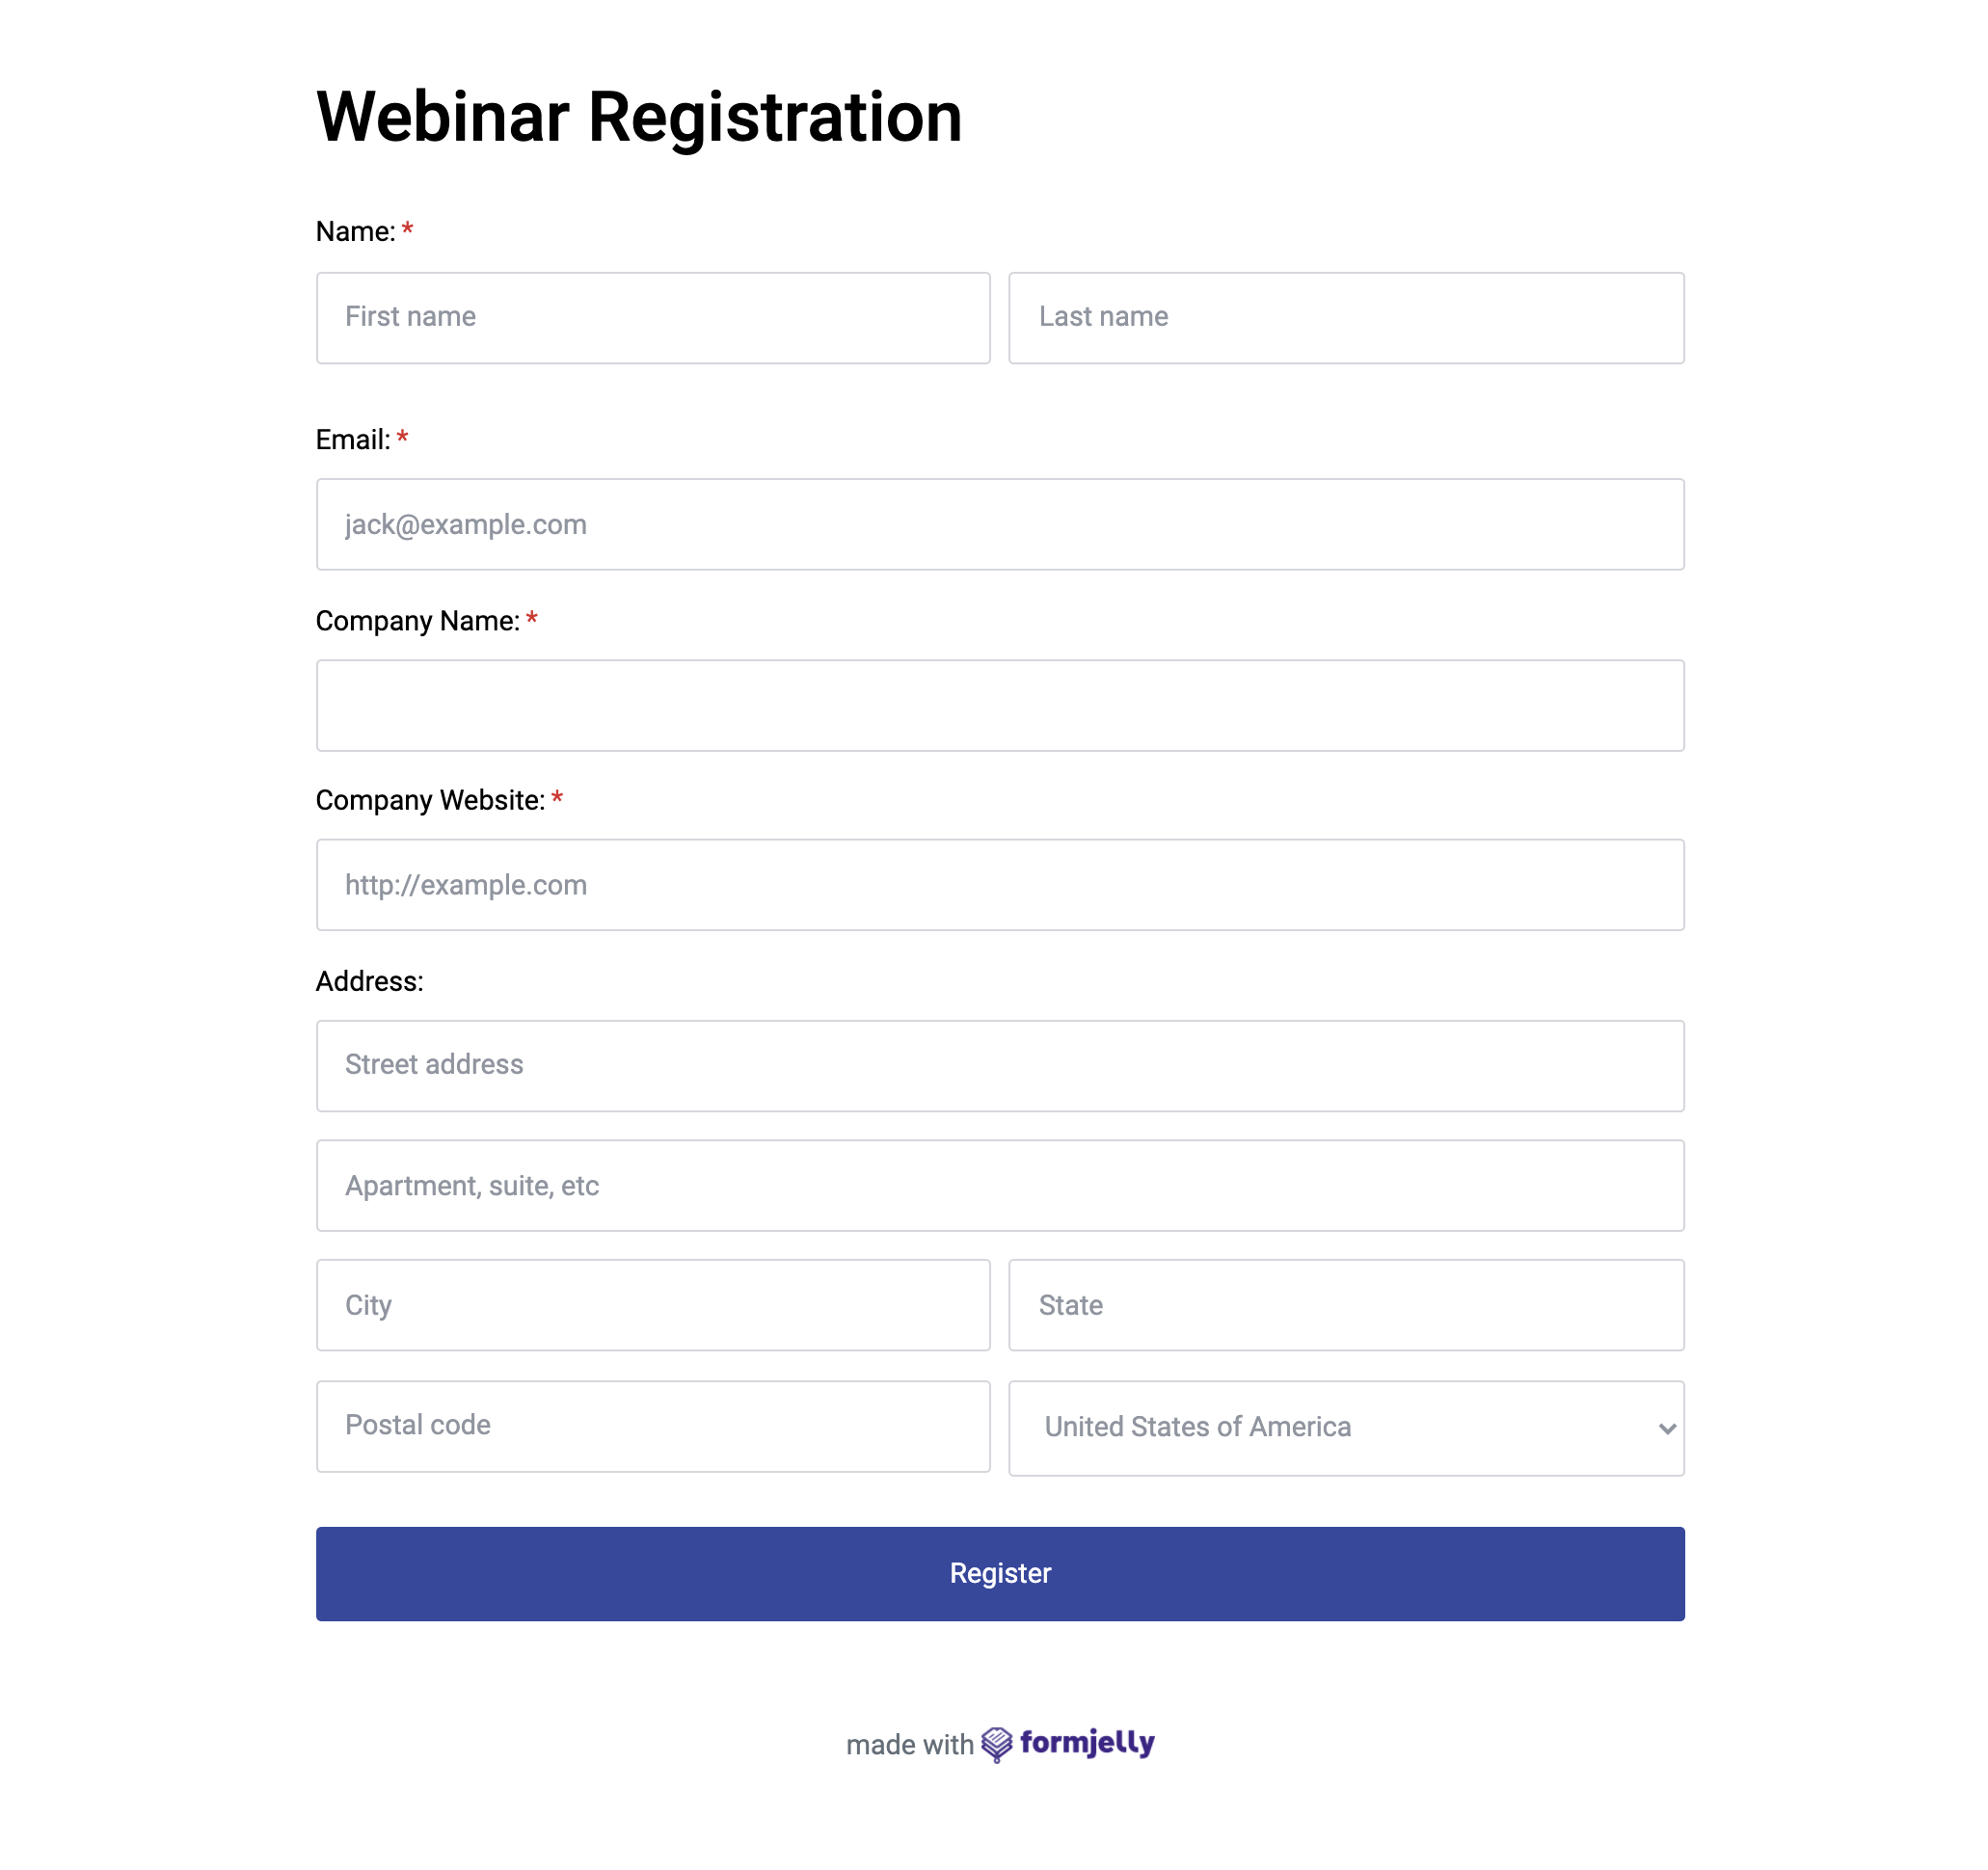 Webinar Registration
Name: *
First name Last name
Email: *
jack@example.com
Company Name: *
Company Website: *
http://example.com
Address:
Street address
Apartment, suite, etc
City State
Postal code United States of America
Register
made with formjelly